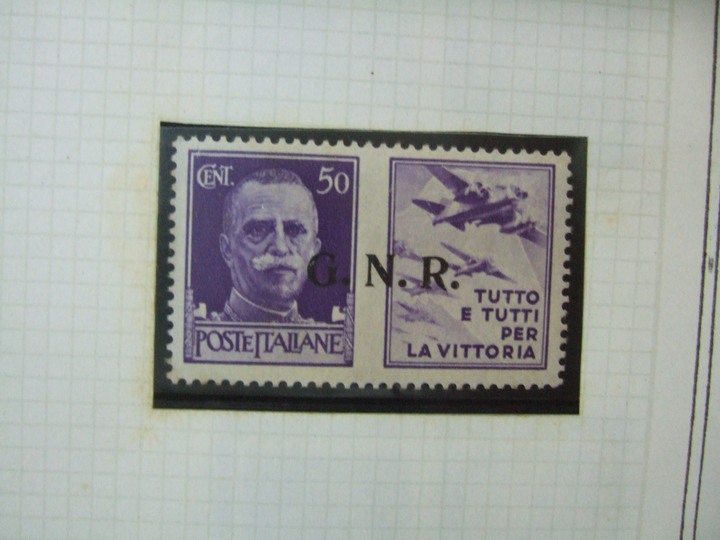 CENT. 50
POSTE ITALIANE
G. N. R.
TUTTO
E TUTTI
PER
LA VITTORIA